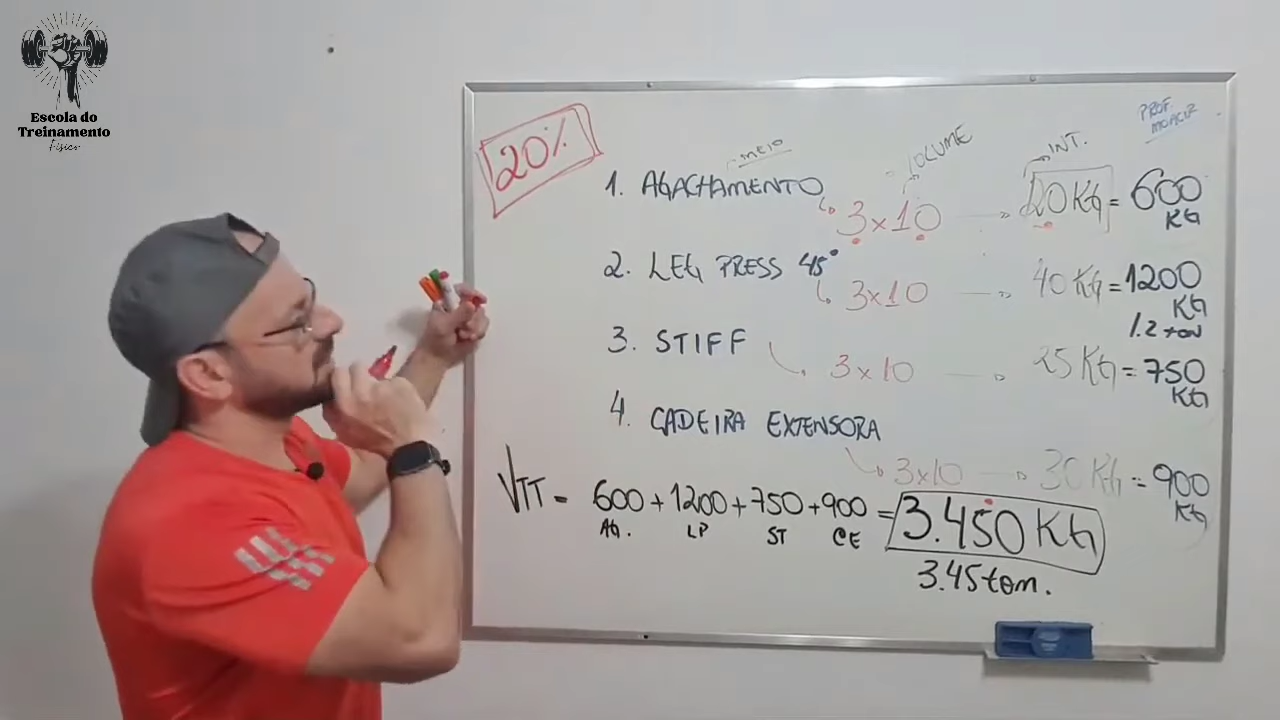 Escola do
Treinamento
Físico
20%
PROF.
MOACIR
MEIO
VOLUME
INT.
1. AGACHAMENTO
3x10 20 KG = 600
KG
2. LEG PRESS 45°
3x10 40 KG = 1200
KG
1.2 ton
3. STIFF
3x10 25 KG = 750
KG
4. CADEIRA EXTENSORA
3x10 30 KG = 900
KG
VTT = 600 + 1200 + 750 + 900 = 3.450 KG
AG. LP ST CE
3.45 ton.